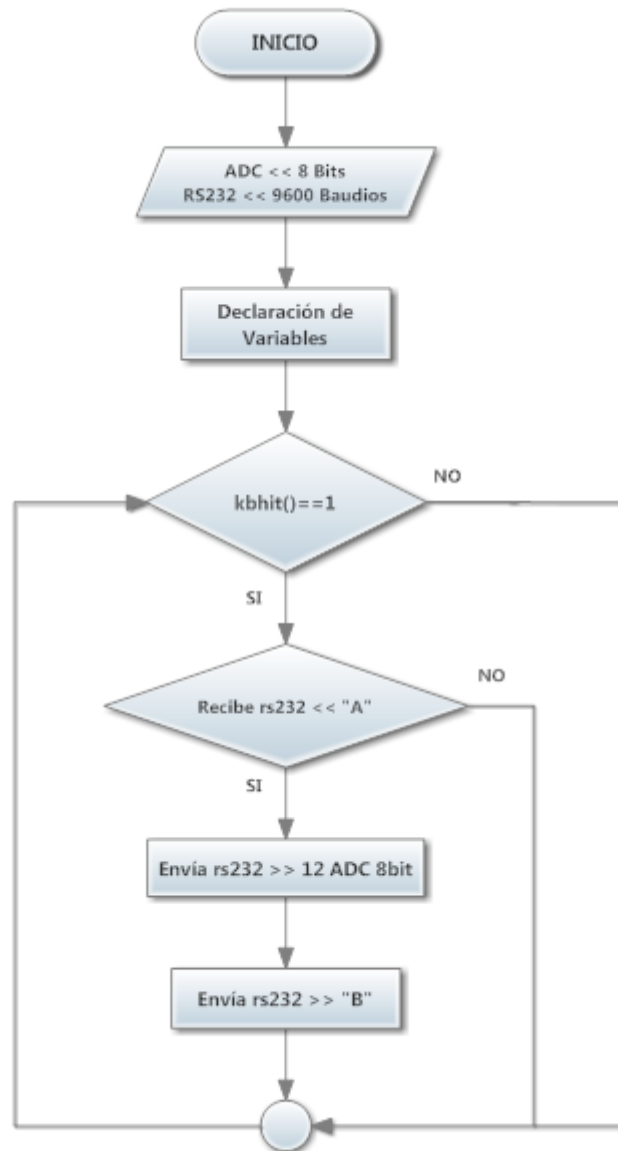 INICIO
ADC << 8 Bits
RS232 << 9600 Baudios
Declaración de
Variables
kbhit()==1
NO
SI
Recibe rs232 << "A"
NO
SI
Envía rs232 >> 12 ADC 8bit
Envía rs232 >> "B"